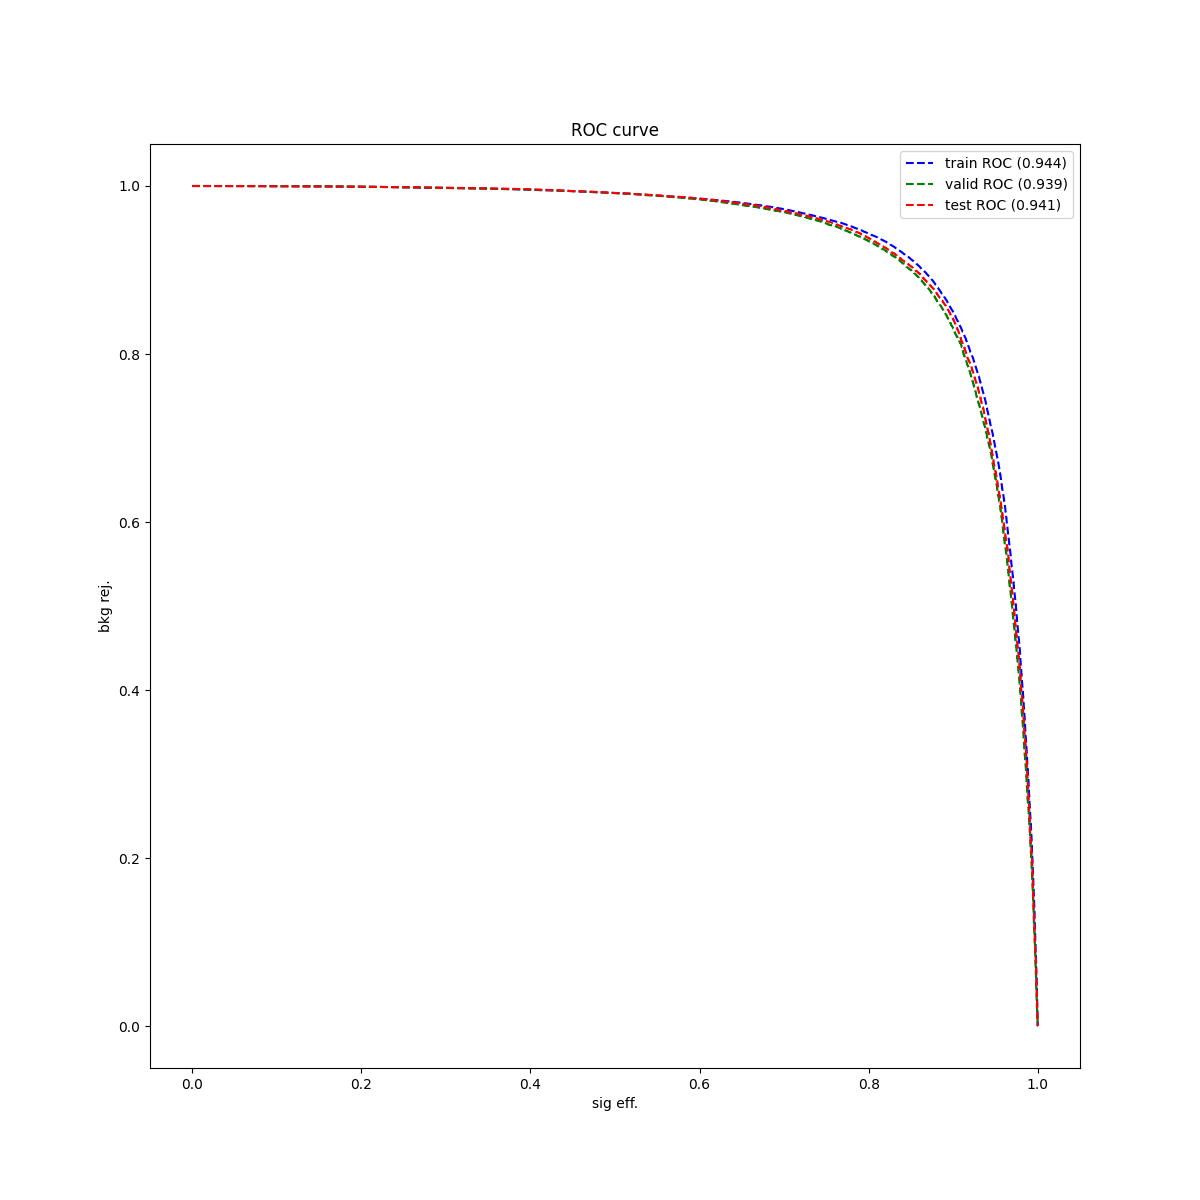 ROC curve
train ROC (0.944)
valid ROC (0.939)
test ROC (0.941)
1.0
0.8
0.6
0.4
0.2
0.0
bkg rej.
0.0 0.2 0.4 0.6 0.8 1.0
sig eff.